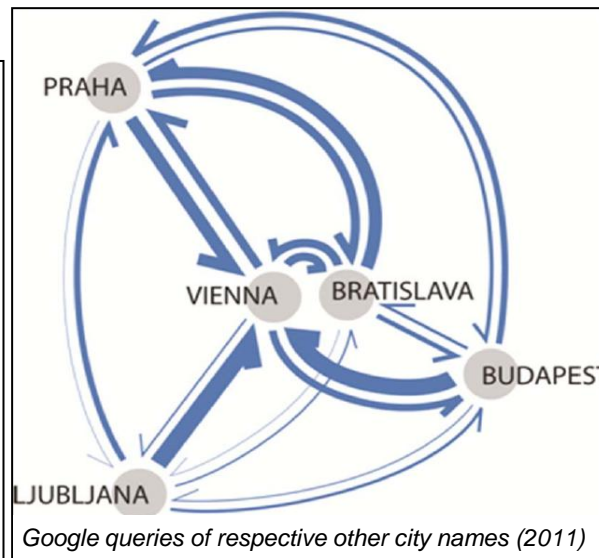 PRAHA
VIENNA
BRATISLAVA
BUDAPEST
LJUBLJANA
Google queries of respective other city names (2011)